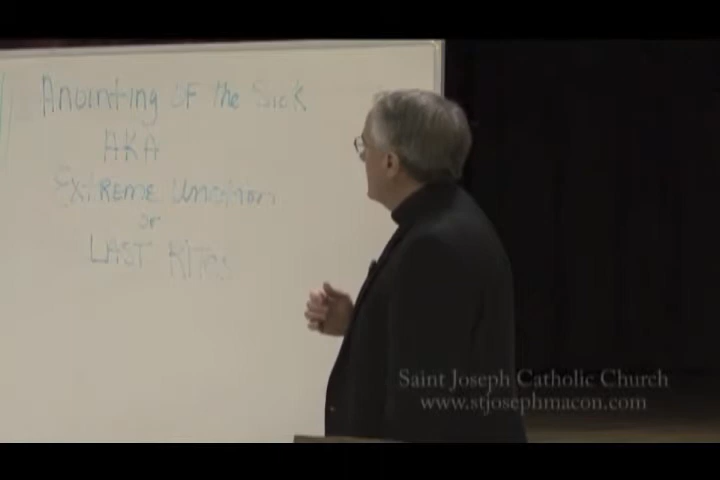 Anointing of the Sick
AKA
Extreme Unction
or
LAST RITES
Saint Joseph Catholic Church
www.stjosephmacon.com